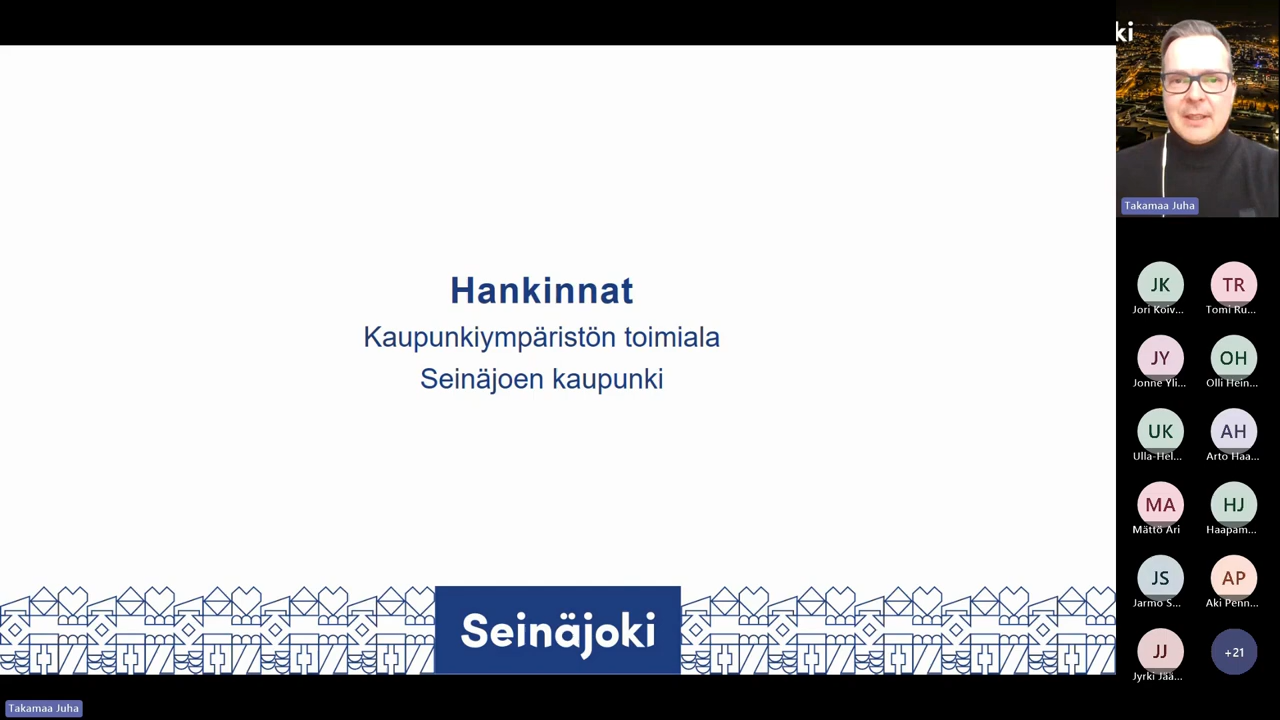 ki
Takamaa Juha
Hankinnat
Kaupunkiympäristön toimiala
Seinäjoen kaupunki
Seinäjoki
JK
Jori Koiv...
TR
Tomi Ru...
JY
Jonne Yli...
OH
Olli Hein...
UK
Ulla-Hel...
AH
Arto Haa...
MA
Mättö Ari
HJ
Haapam...
JS
Jarmo S...
AP
Aki Penn...
JJ
Jyrki Jää...
+21
Takamaa Juha